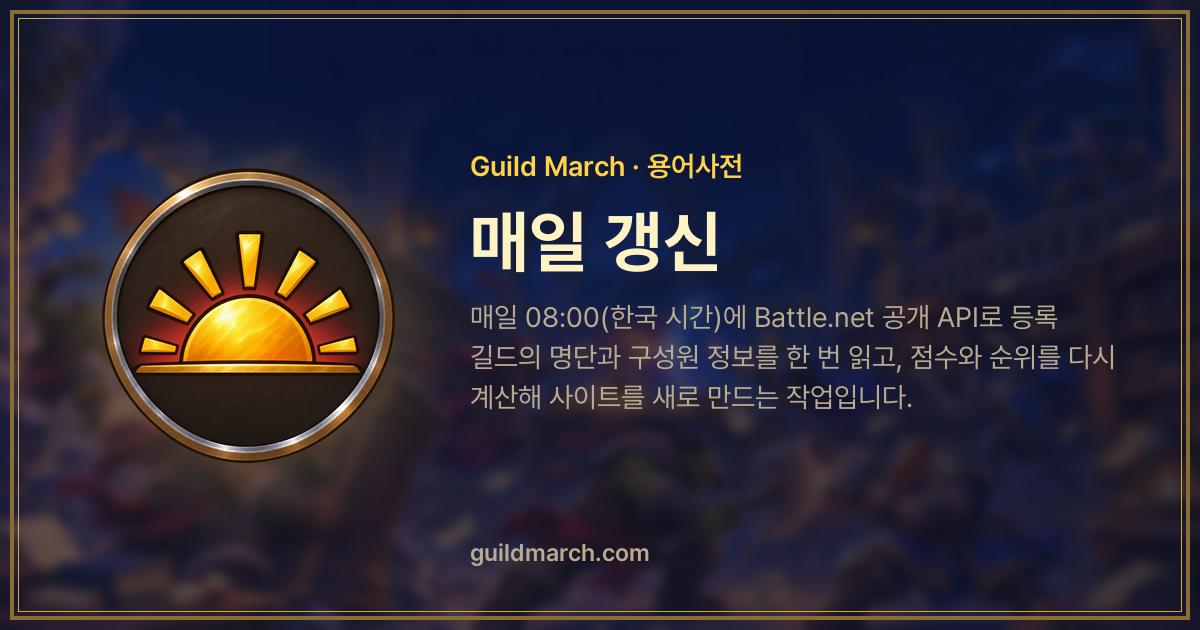 Guild March · 용어사전
매일 갱신
매일 08:00(한국 시간)에 Battle.net 공개 API로 등록
길드의 명단과 구성원 정보를 한 번 읽고, 점수와 순위를 다시
계산해 사이트를 새로 만드는 작업입니다.
guildmarch.com